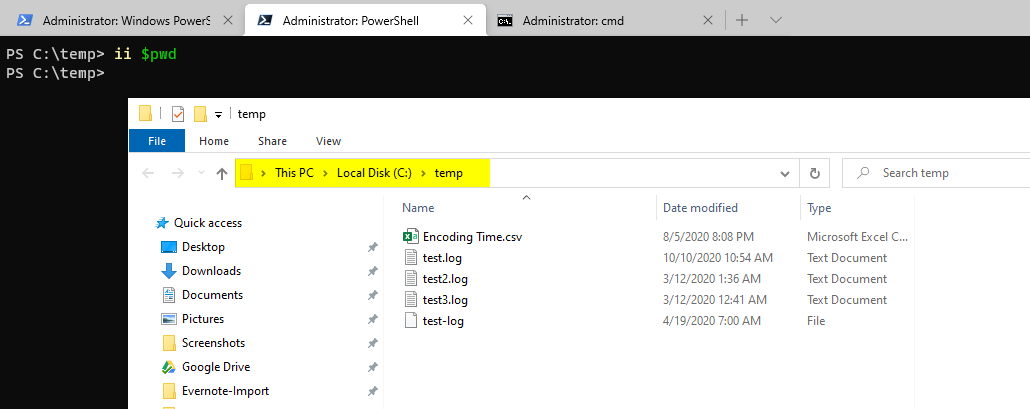 Administrator: Windows PowerS
Administrator: PowerShell
Administrator: cmd
PS C:\temp> ii $pwd
PS C:\temp>
temp
File Home Share View
This PC > Local Disk (C:) > temp
Search temp
Name Date modified Type
Quick access
Desktop
Downloads
Documents
Pictures
Screenshots
Google Drive
Evernote-Import
Encoding Time.csv 8/5/2020 8:08 PM Microsoft Excel C...
test.log 10/10/2020 10:54 AM Text Document
test2.log 3/12/2020 1:36 AM Text Document
test3.log 3/12/2020 12:41 AM Text Document
test-log 4/19/2020 7:00 AM File